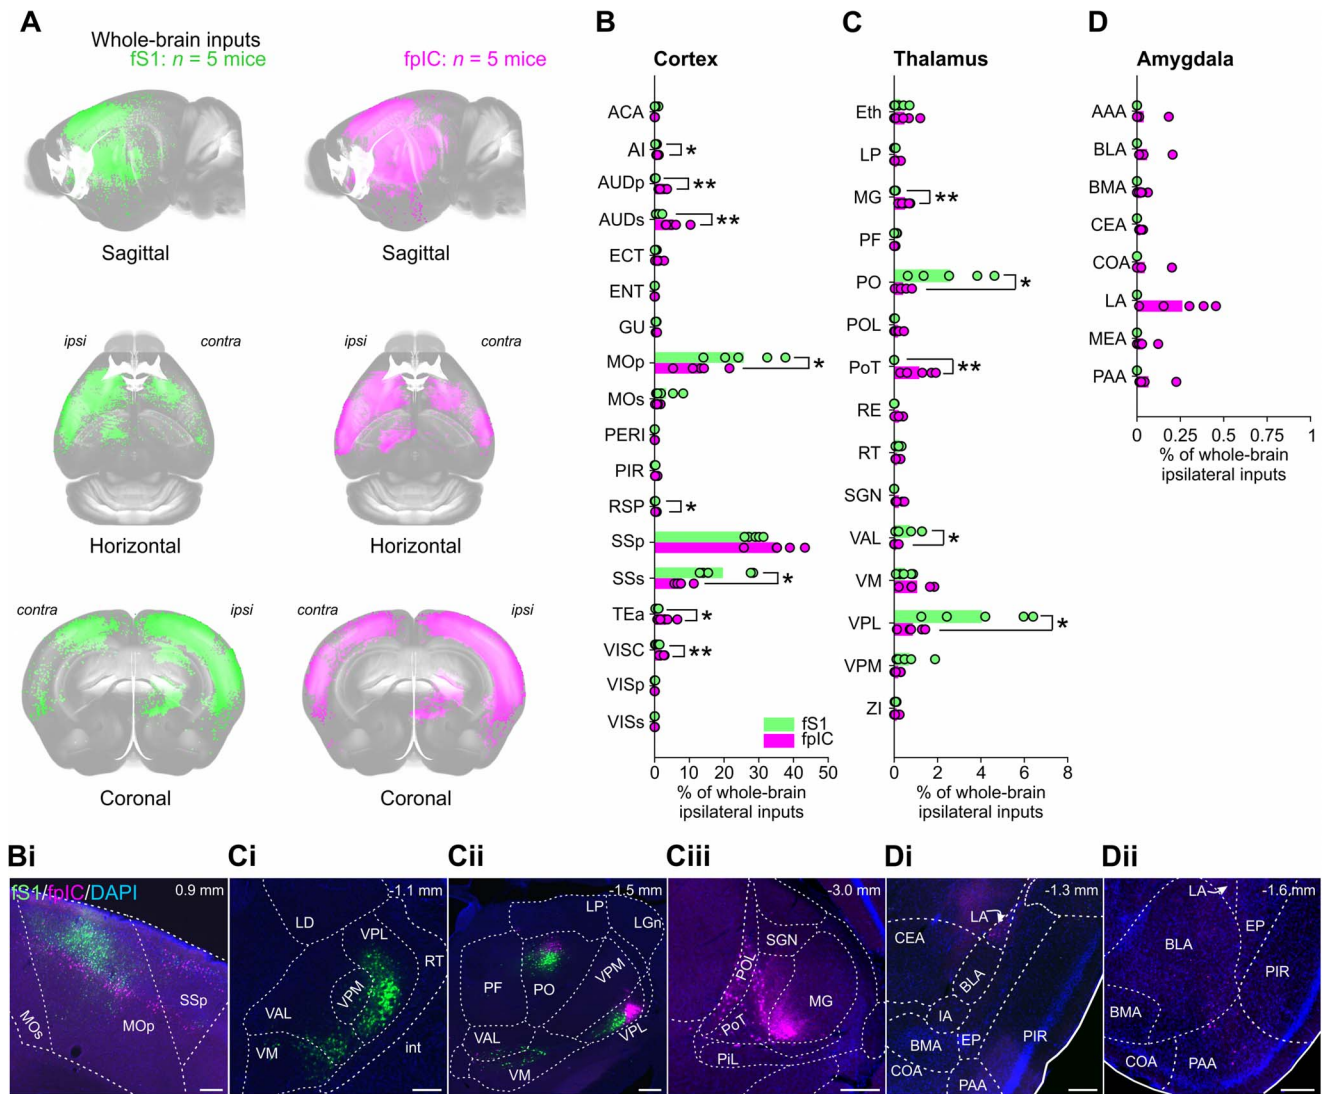 A
Whole-brain inputs
fS1: n = 5 mice
fpIC: n = 5 mice
Sagittal
Sagittal
ipsi
contra
ipsi
contra
Horizontal
Horizontal
contra
ipsi
contra
ipsi
Coronal
Coronal
B
Cortex
ACA
AI
*
AUDp
**
AUDs
**
ECT
ENT
GU
MOp
*
MOs
PERI
PIR
RSP
*
SSp
SSs
*
TEa
*
VISC
**
VISp
VISs
fS1
fpIC
0 10 20 30 40 50
% of whole-brain
ipsilateral inputs
C
Thalamus
Eth
LP
MG
**
PF
PO
*
POL
PoT
**
RE
RT
SGN
VAL
*
VM
VPL
*
VPM
ZI
0 2 4 6 8
% of whole-brain
ipsilateral inputs
D
Amygdala
AAA
BLA
BMA
CEA
COA
LA
MEA
PAA
0 0.25 0.5 0.75 1
% of whole-brain
ipsilateral inputs
Bi
fS1/fpIC/DAPI
0.9 mm
MOs
MOp
SSp
Ci
-1.1 mm
LD
VPL
RT
VPM
VAL
VM
int
Cii
-1.5 mm
LP
LGn
PF
PO
VPM
VAL
VPL
VM
Ciii
-3.0 mm
SGN
POL
MG
PoT
PiL
Di
-1.3 mm
LA
CEA
BLA
IA
BMA
EP
PIR
COA
PAA
Dii
LA
-1.6 mm
EP
BLA
PIR
BMA
COA
PAA